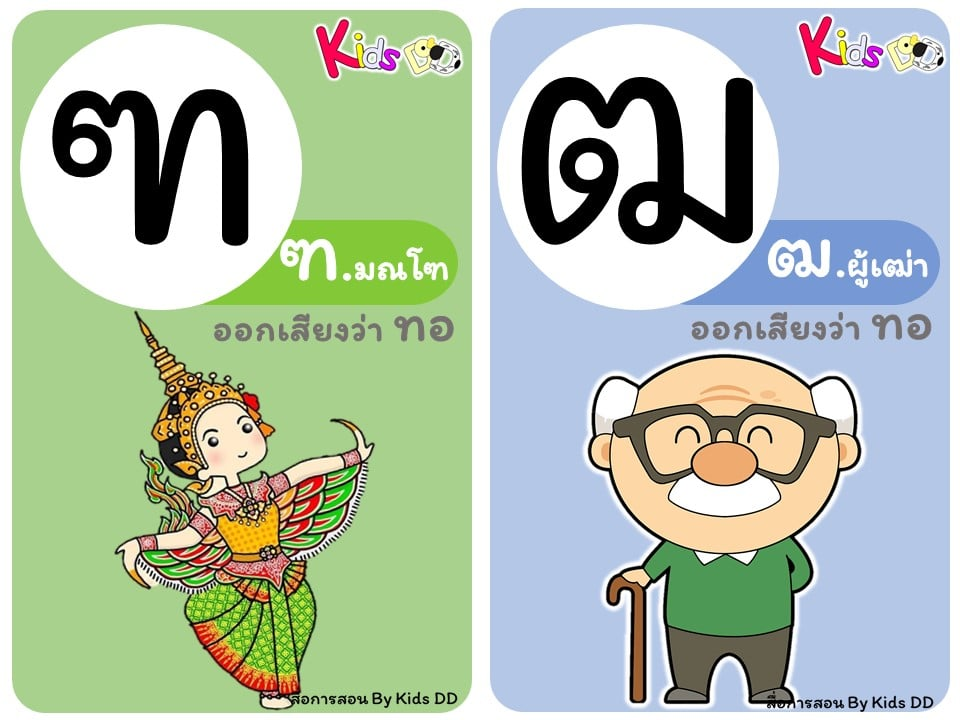 Kids DD
ฑ
ฑ.มณโฑ
ออกเสียงว่า ทอ
สื่อการสอน By Kids DD
Kids DD
ฒ
ฒ.ผู้เฒ่า
ออกเสียงว่า ทอ
สื่อการสอน By Kids DD